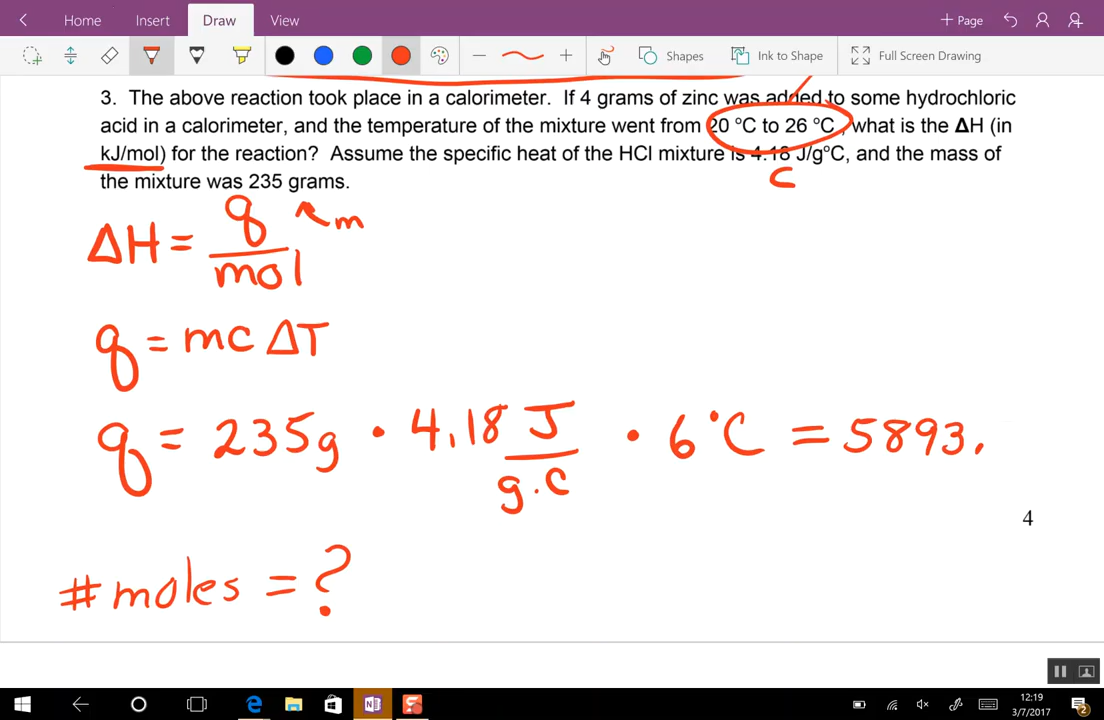 Home Insert Draw View + Page
Shapes Ink to Shape Full Screen Drawing
3. The above reaction took place in a calorimeter. If 4 grams of zinc was added to some hydrochloric
acid in a calorimeter, and the temperature of the mixture went from 20 °C to 26 °C , what is the ΔH (in
kJ/mol) for the reaction? Assume the specific heat of the HCl mixture is 4.18 J/g°C, and the mass of
the mixture was 235 grams.
C
m
ΔH = q/mol
q = mc ΔT
q = 235g · 4.18 J/g.C · 6°C = 5893.
4
#moles = ?
12:19
3/7/2017
2